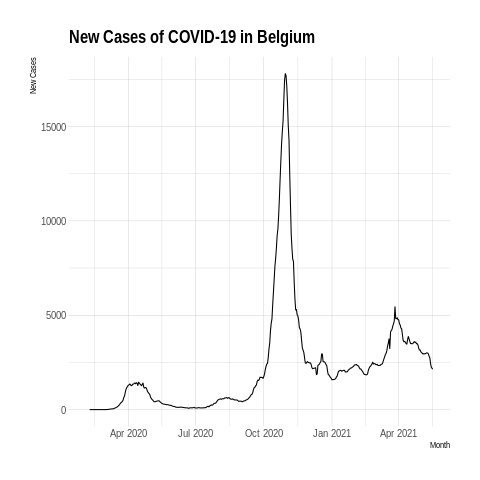 New Cases of COVID-19 in Belgium
New Cases
15000
10000
5000
0
Apr 2020 Jul 2020 Oct 2020 Jan 2021 Apr 2021
Month